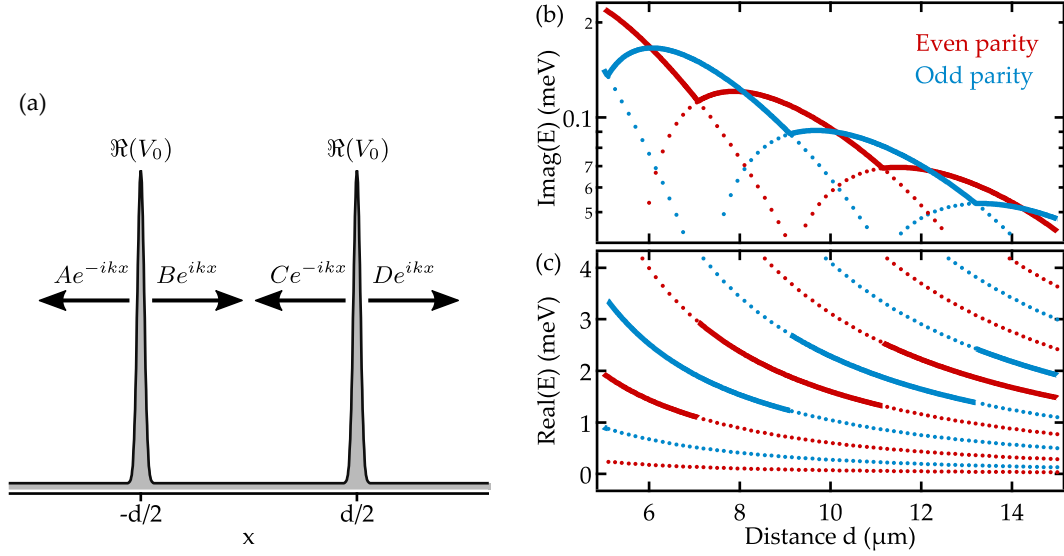 (a)
ℜ(V₀) ℜ(V₀)
Ae^{-ikx} Be^{ikx} Ce^{-ikx} De^{ikx}
-d/2 d/2
x
(b)
Even parity
Odd parity
Imag(E) (meV)
2
0.1
7
6
5
(c)
Real(E) (meV)
4
3
2
1
0
6 8 10 12 14
Distance d (μm)